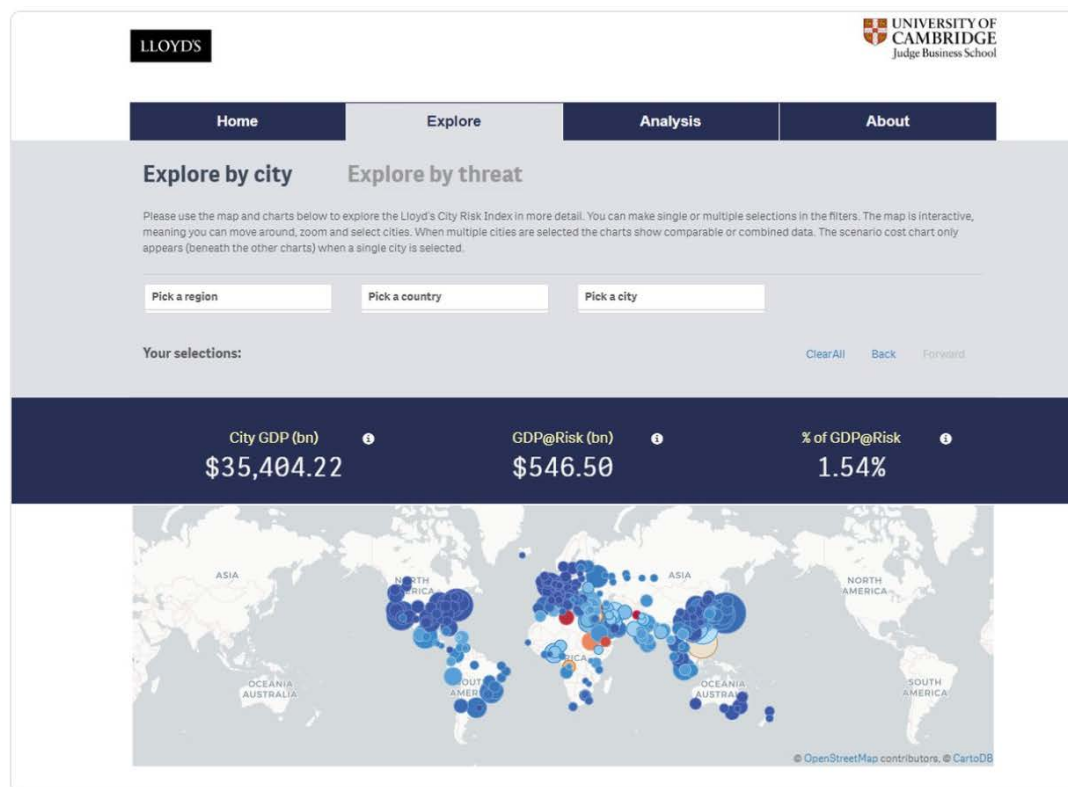 LLOYD'S
UNIVERSITY OF
CAMBRIDGE
Judge Business School
Home
Explore
Analysis
About
Explore by city
Explore by threat
Please use the map and charts below to explore the Lloyd's City Risk Index in more detail. You can make single or multiple selections in the filters. The map is interactive,
meaning you can move around, zoom and select cities. When multiple cities are selected the charts show comparable or combined data. The scenario cost chart only
appears (beneath the other charts) when a single city is selected.
Pick a region
Pick a country
Pick a city
Your selections:
ClearAll
Back
Forward
City GDP (bn)
$35,404.22
GDP@Risk (bn)
$546.50
% of GDP@Risk
1.54%
ASIA
ASIA
NORTH
AMERICA
OCEANIA
AUSTRALIA
OCEANIA
SOUTH
AMERICA
© OpenStreetMap contributors, © CartoDB